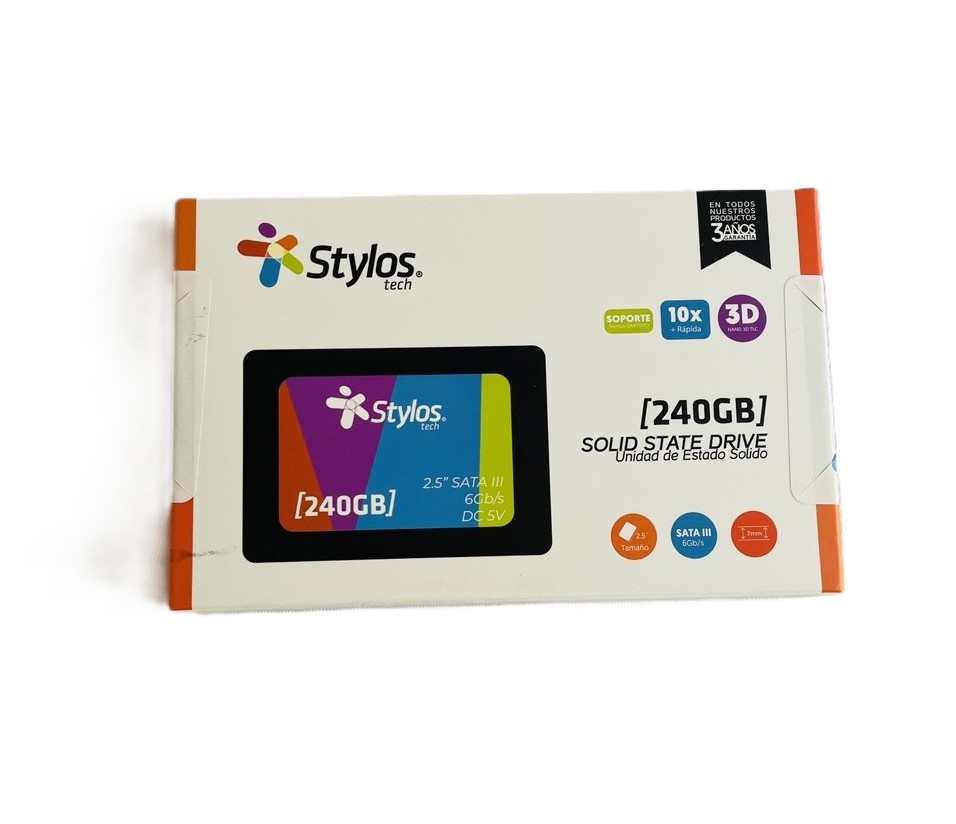 Stylos®
tech
EN TODOS
NUESTROS
PRODUCTOS
3 AÑOS
GARANTÍA
SOPORTE
Técnico GRATUITO
10x
+ Rápida
3D
NAND 3D TLC
Stylos®
tech
[240GB]
2.5" SATA III
6Gb/s
DC 5V
[240GB]
SOLID STATE DRIVE
Unidad de Estado Solido
2.5"
Tamaño
SATA III
6Gb/s
7mm